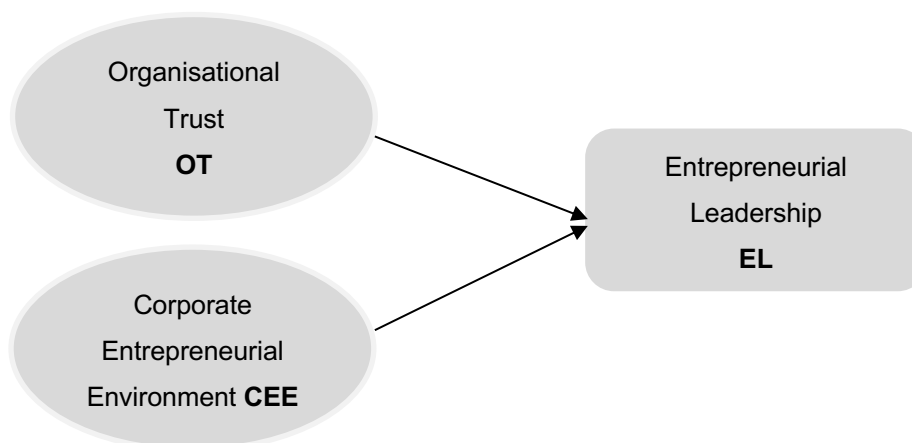 Organisational
Trust
OT
Corporate
Entrepreneurial
Environment CEE
Entrepreneurial
Leadership
EL